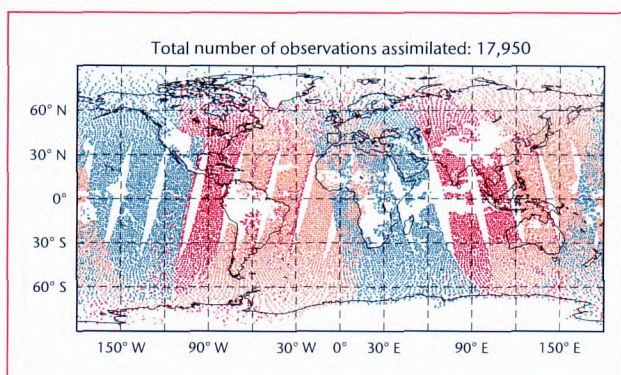 Total number of observations assimilated: 17,950
60° N
30° N
0°
30° S
60° S
150° W 90° W 30° W 0° 30° E 90° E 150° E